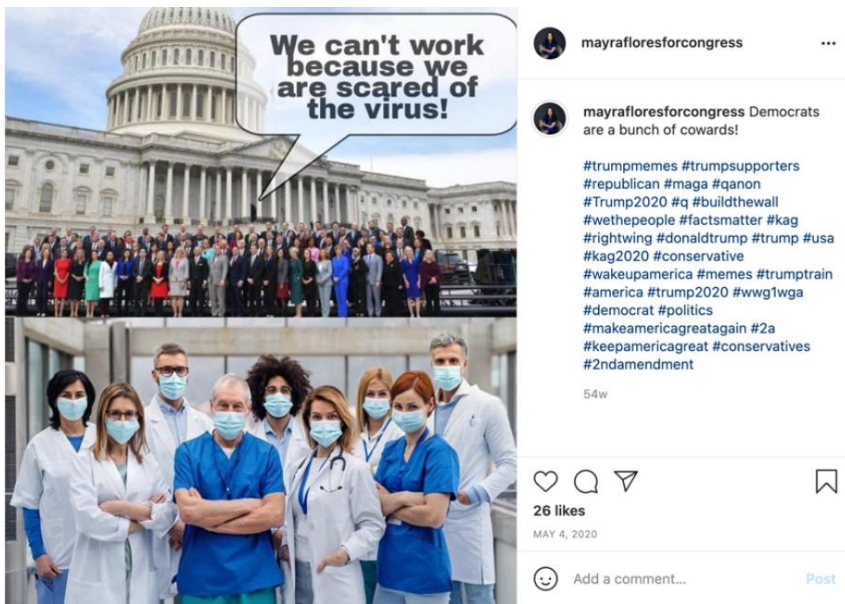 We can't work
because we
are scared of
the virus!
mayrafloresforcongress
mayrafloresforcongress Democrats
are a bunch of cowards!
#trumpmemes #trumpsupporters
#republican #maga #qanon
#Trump2020 #q #buildthewall
#wethepeople #factsmatter #kag
#rightwing #donaldtrump #trump #usa
#kag2020 #conservative
#wakeupamerica #memes #trumptrain
#america #trump2020 #wwg1wga
#democrat #politics
#makeamericagreatagain #2a
#keepamericagreat #conservatives
#2ndamendment
54w
26 likes
MAY 4, 2020
Add a comment...
Post